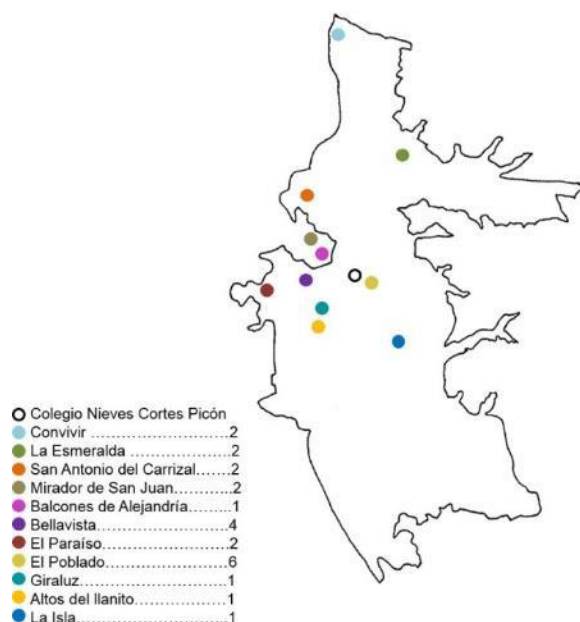 Colegio Nieves Cortes Picón
Convivir ........................2
La Esmeralda ..................2
San Antonio del Carrizal......2
Mirador de San Juan...........2
Balcones de Alejandría........1
Bellavista ......................4
El Paraíso.......................2
El Poblado......................6
Giraluz..........................1
Altos del llanito................1
La Isla...........................1